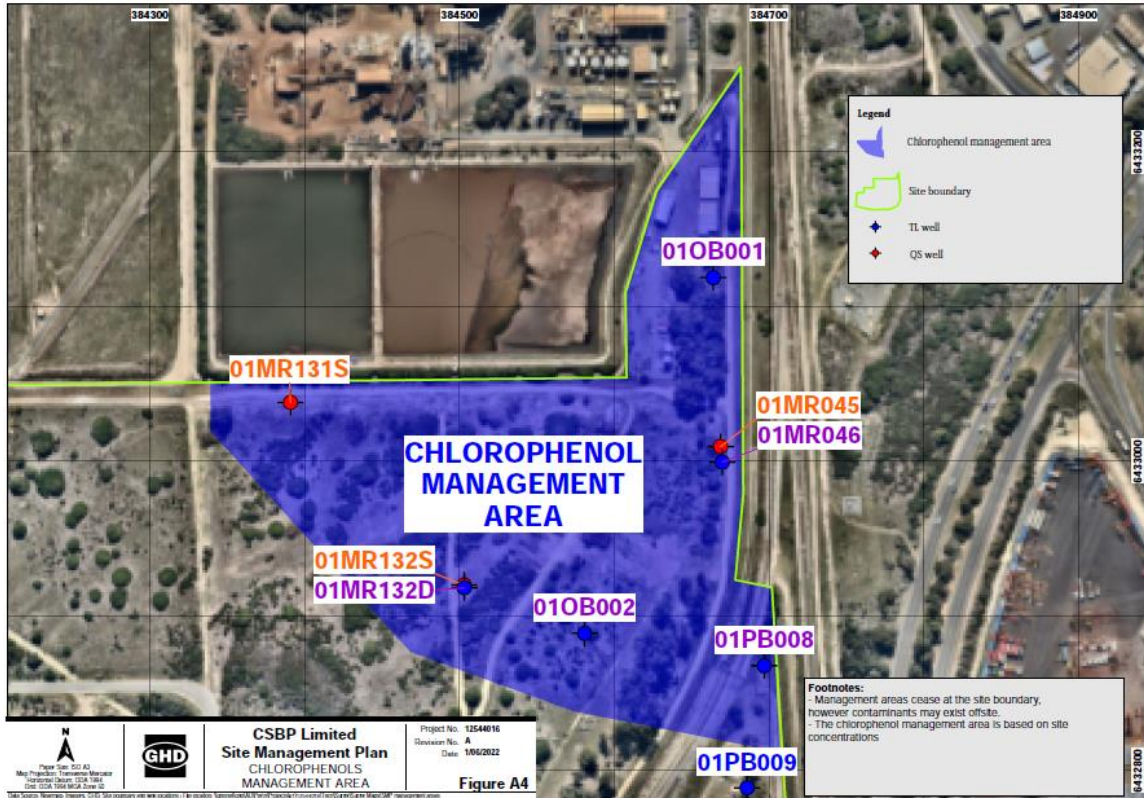 384300
384500
384700
384900
Legend
Chlorophenol management area
Site boundary
TL well
QS well
6433200
01OB001
01MR131S
01MR045
01MR046
6433000
CHLOROPHENOL
MANAGEMENT
AREA
01MR132S
01MR132D
01OB002
01PB008
01PB009
Footnotes:
- Management areas cease at the site boundary,
however contaminants may exist offsite.
- The chlorophenol management area is based on site
concentrations
6432800
N
Paper Size: ISO A3
Map Projection: Transverse Mercator
Horizontal Datum: GDA 1994
Grid: GDA 1994 MGA Zone 50
GHD
CSBP Limited
Site Management Plan
CHLOROPHENOLS
MANAGEMENT AREA
Project No. 12544016
Revision No. A
Date 1/06/2022
Figure A4